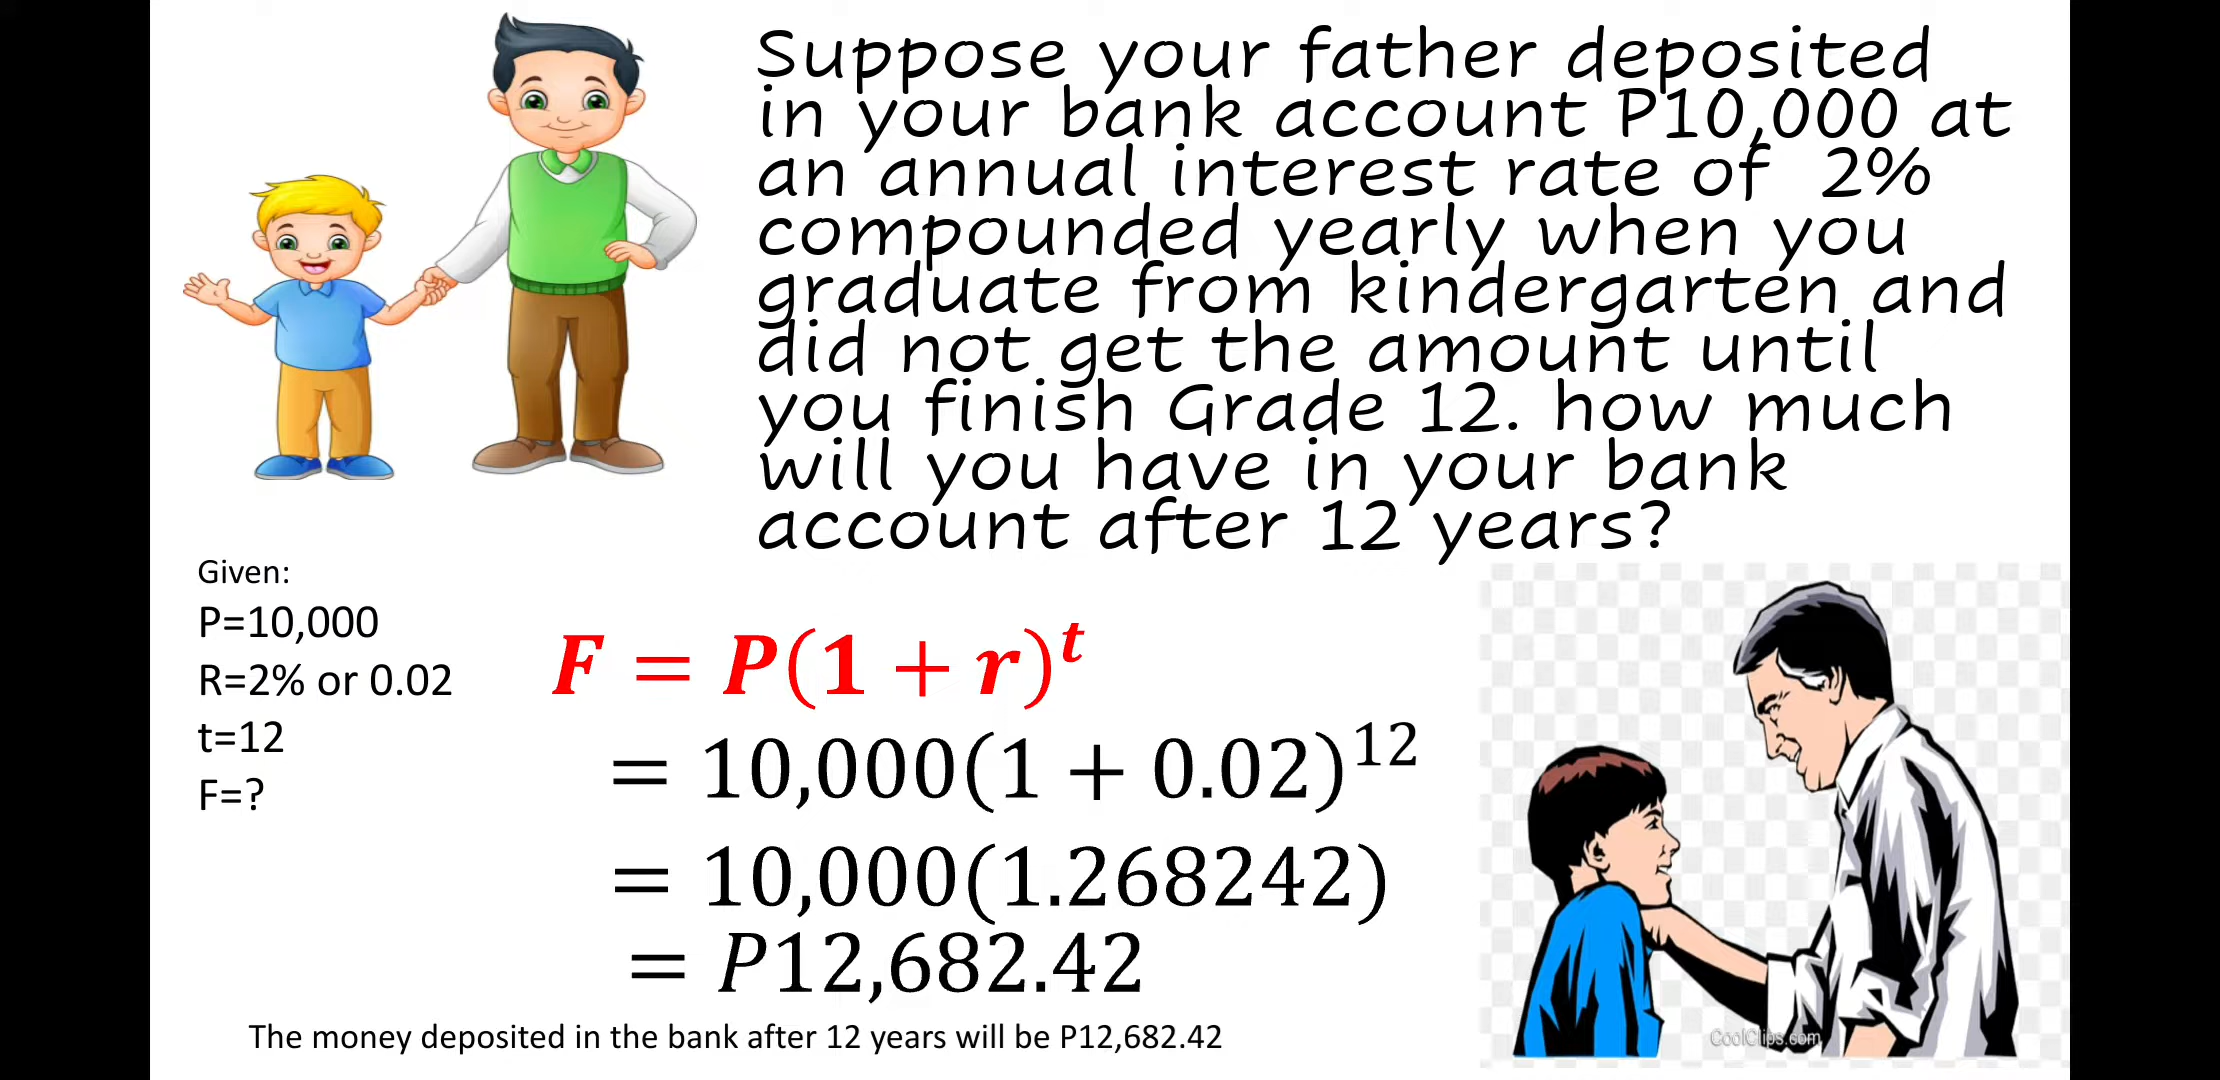 Suppose your father deposited
in your bank account P10,000 at
an annual interest rate of 2%
compounded yearly when you
graduate from kindergarten and
did not get the amount until
you finish Grade 12. how much
will you have in your bank
account after 12 years?
Given:
P=10,000
R=2% or 0.02
t=12
F=?
F = P(1 + r)^t
= 10,000(1 + 0.02)^12
= 10,000(1.268242)
= P12,682.42
The money deposited in the bank after 12 years will be P12,682.42
CoolClips.com